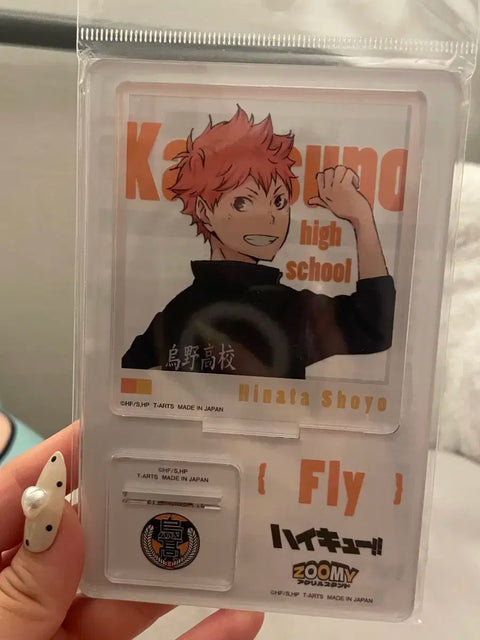 Karasuno
high
school
烏野高校
©HF/S,HP T-ARTS MADE IN JAPAN
Hinata Shoyo
©HF/S,HP
T-ARTS MADE IN JAPAN
烏高
{ Fly }
ハイキュー!!
ZOOMY
アクリルスタンド
©HF/S,HP T-ARTS MADE IN JAPAN